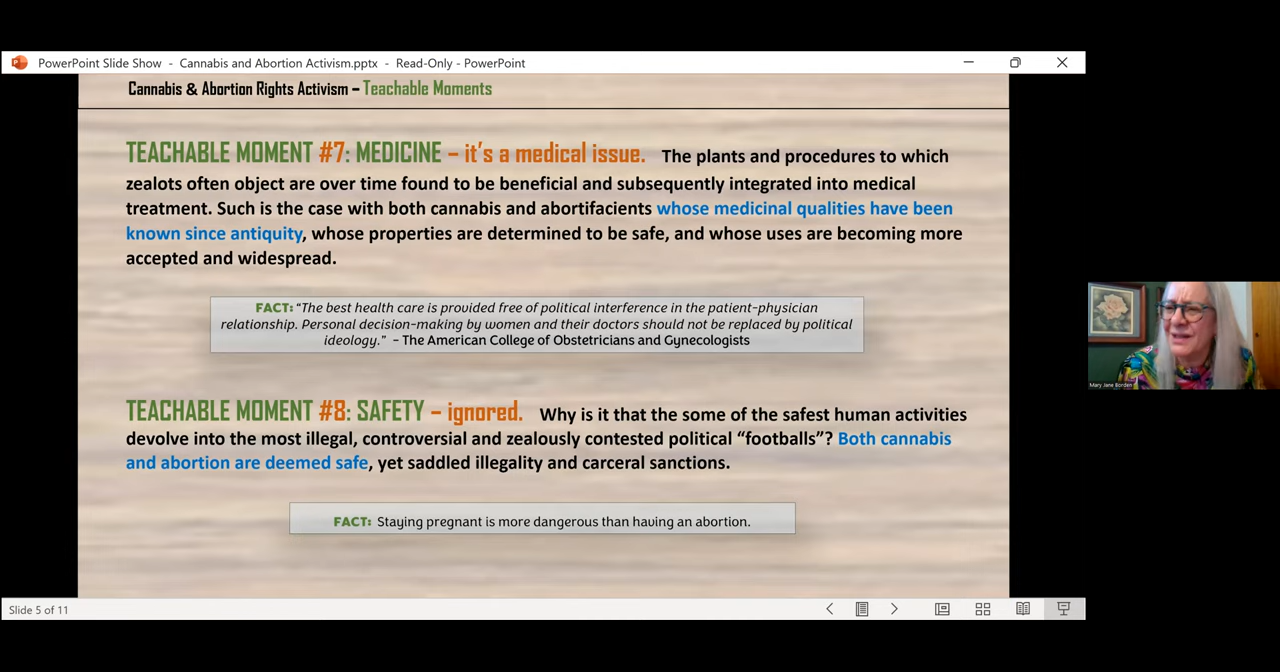 PowerPoint Slide Show - Cannabis and Abortion Activism.pptx - Read-Only - PowerPoint
Cannabis & Abortion Rights Activism – Teachable Moments
TEACHABLE MOMENT #7: MEDICINE – it's a medical issue. The plants and procedures to which
zealots often object are over time found to be beneficial and subsequently integrated into medical
treatment. Such is the case with both cannabis and abortifacients whose medicinal qualities have been
known since antiquity, whose properties are determined to be safe, and whose uses are becoming more
accepted and widespread.
FACT: "The best health care is provided free of political interference in the patient-physician
relationship. Personal decision-making by women and their doctors should not be replaced by political
ideology." – The American College of Obstetricians and Gynecologists
TEACHABLE MOMENT #8: SAFETY – ignored. Why is it that the some of the safest human activities
devolve into the most illegal, controversial and zealously contested political “footballs”? Both cannabis
and abortion are deemed safe, yet saddled illegality and carceral sanctions.
FACT: Staying pregnant is more dangerous than having an abortion.
Mary Jane Borden
Slide 5 of 11